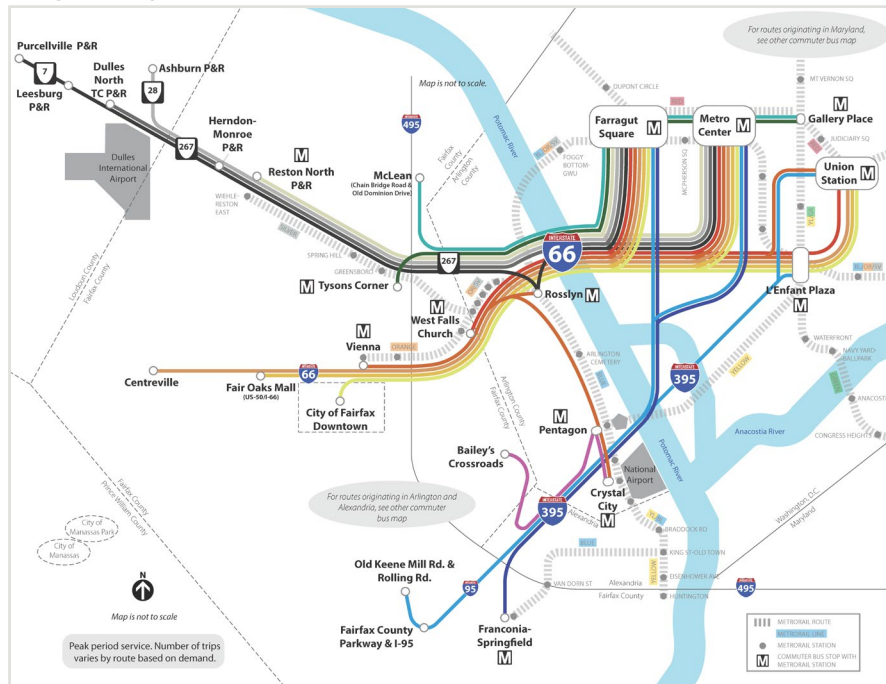 For routes originating in Maryland,
see other commuter bus map
Purcellville P&R
7
Leesburg
P&R
Dulles
North
TC P&R
Ashburn P&R
28
Map is not to scale.
DUPONT CIRCLE
RED
MT VERNON SQ
Farragut
Square
M
Metro
Center
M
M
Gallery Place
JUDICIARY SQ
Herndon-
Monroe
P&R
267
495
Potomac River
Fairfax
County
Arlington
County
FOGGY
BOTTOM-
GWU
MCPHERSON SQ
Union
Station
M
Dulles
International
Airport
M
Reston North
P&R
McLean
(Chain Bridge Road &
Old Dominion Drive)
WIEHLE-
RESTON
EAST
SILVER
SPRING HILL
GREENSBORO
267
INTERSTATE
66
Loudoun County
Fairfax County
M Tysons Corner
Rosslyn M
L'Enfant Plaza
M
M
West Falls
Church
M
Vienna
ORANGE
WATERFRONT
NAVY YARD-
BALLPARK
ARLINGTON
CEMETERY
BLUE
YELLOW
395
Centreville
66
Fair Oaks Mall
(US-50/I-66)
City of Fairfax
Downtown
Arlington County
Fairfax County
M
Pentagon
Anacostia River
CONGRESS HEIGHTS
Bailey's
Crossroads
Potomac River
National
Airport
For routes originating in Arlington and
Alexandria, see other commuter
bus map
Crystal
City
M
395
Alexandria
Fairfax County
Prince William County
Washington, D.C.
Maryland
City of
Manassas Park
City of
Manassas
BRADDOCK RD
BLUE
KING ST-OLD TOWN
Old Keene Mill Rd. &
Rolling Rd.
95
VAN DORN ST
YELLOW
EISENHOWER AVE
Alexandria
Fairfax County
HUNTINGTON
495
N
Map is not to scale
Fairfax County
Parkway & I-95
Franconia-
Springfield
M
Peak period service. Number of trips
varies by route based on demand.
METRORAIL ROUTE
METRORAIL LINE
METRORAIL STATION
M COMMUTER BUS STOP WITH
METRORAIL STATION